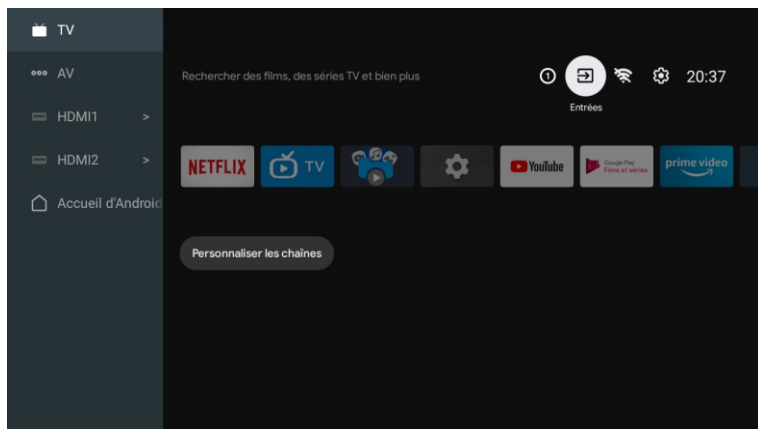 TV
AV
HDMI1 >
HDMI2 >
Accueil d'Android
Rechercher des films, des séries TV et bien plus
1
20:37
Entrées
NETFLIX
TV
YouTube
Google Play
Films et séries
prime video
Personnaliser les chaînes